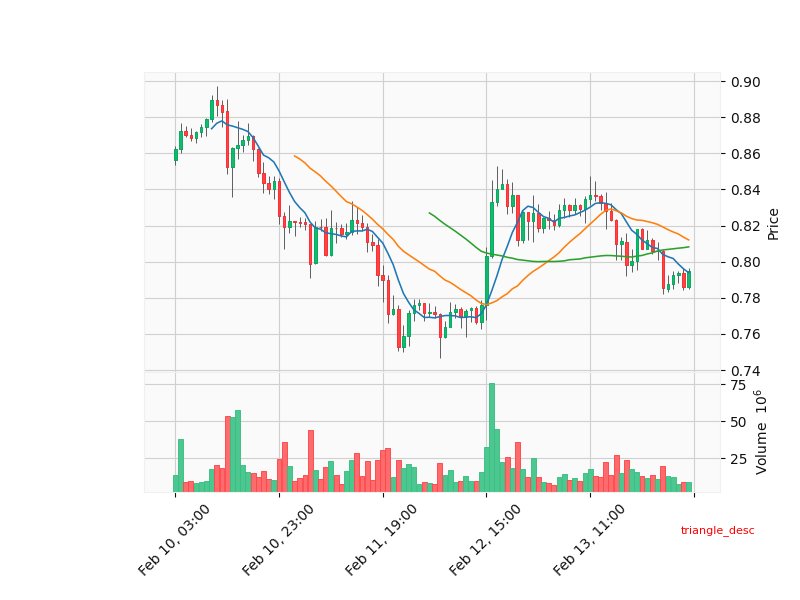 0.90
0.88
0.86
0.84
0.82
0.80
0.78
0.76
0.74
Price
75
50
25
Volume 10^6
Feb 10, 03:00
Feb 10, 23:00
Feb 11, 19:00
Feb 12, 15:00
Feb 13, 11:00
triangle_desc